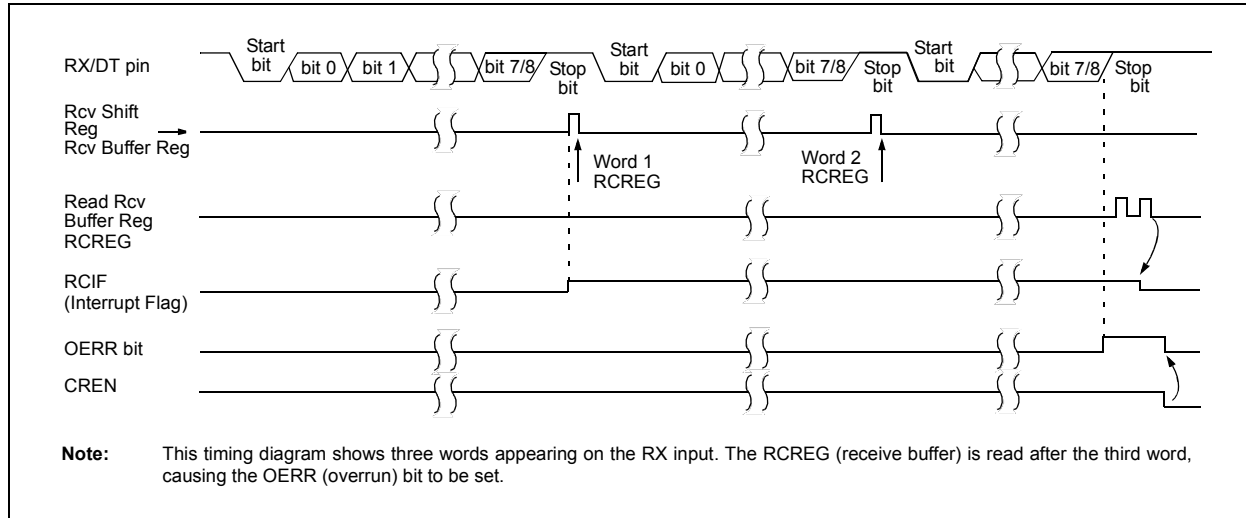 Start
bit
bit 0
bit 1
bit 7/8
Stop
bit
Start
bit
bit 0
bit 7/8
Stop
bit
Start
bit
bit 7/8
Stop
bit
RX/DT pin
Rcv Shift
Reg
Rcv Buffer Reg
Word 1
RCREG
Word 2
RCREG
Read Rcv
Buffer Reg
RCREG
RCIF
(Interrupt Flag)
OERR bit
CREN
Note: This timing diagram shows three words appearing on the RX input. The RCREG (receive buffer) is read after the third word,
causing the OERR (overrun) bit to be set.